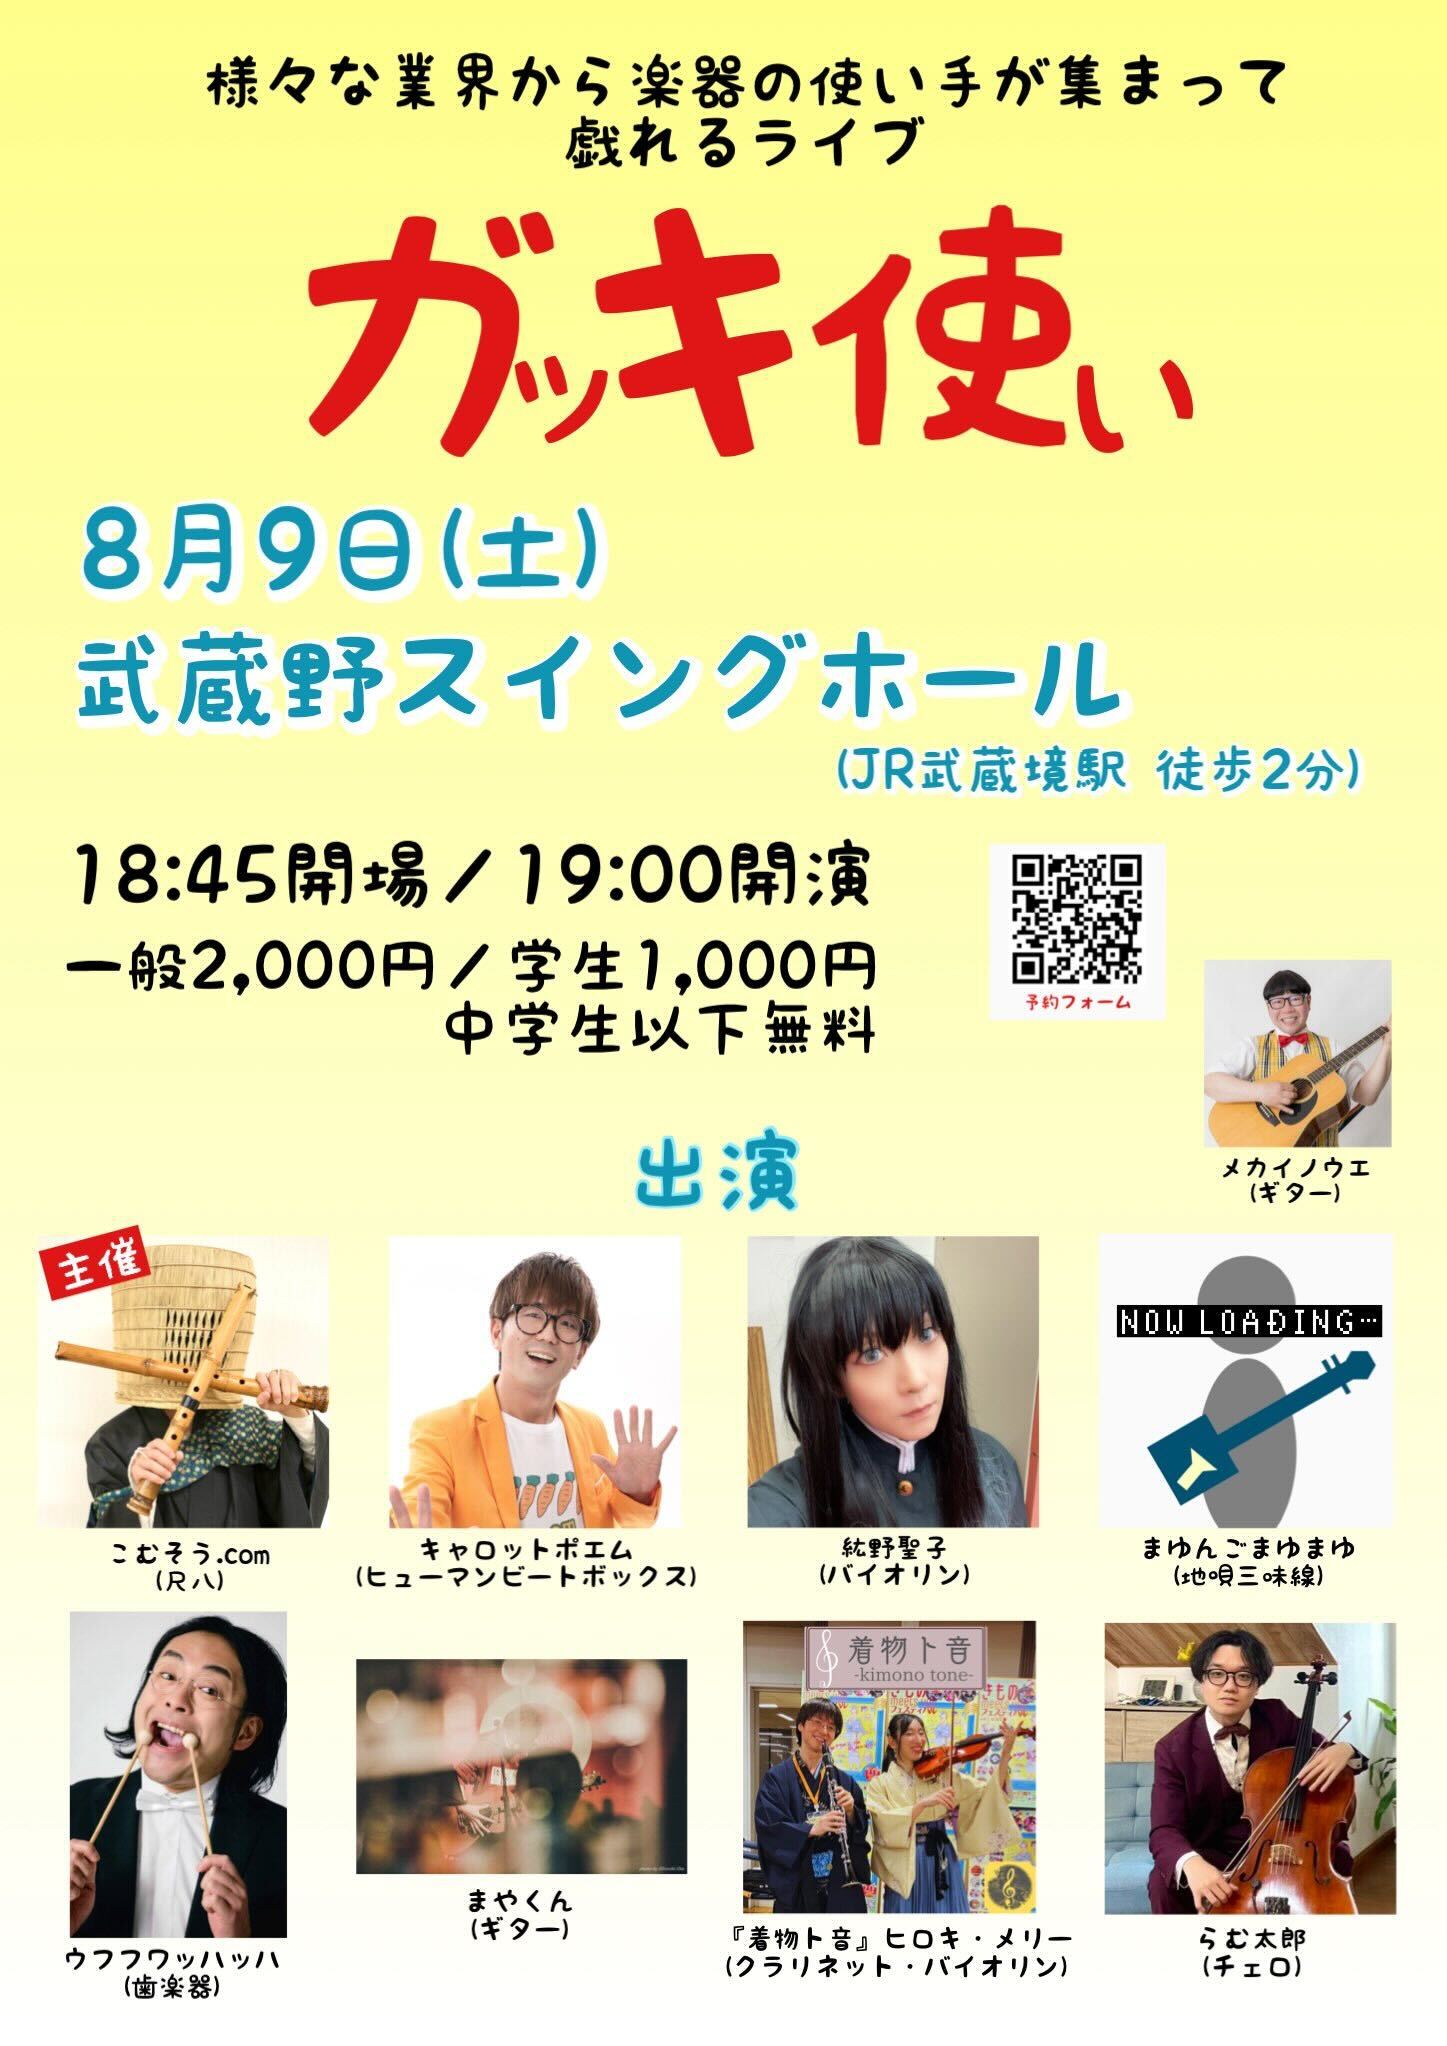 様々な業界から楽器の使い手が集まって
戯れるライブ
ガッキ使い
8月9日(土)
武蔵野スイングホール
(JR武蔵境駅 徒歩2分)
18:45開場／19:00開演
一般2,000円／学生1,000円
中学生以下無料
予約フォーム
メカイノウエ
(ギター)
出演
主催
NOW LOADING…
こむそう.com
(尺八)
キャロットポエム
(ヒューマンビートボックス)
紘野聖子
(バイオリン)
まゆんごまゆまゆ
(地唄三味線)
着物ト音
-kimono tone-
ウフフワッハッハ
(歯楽器)
まやくん
(ギター)
『着物ト音』ヒロキ・メリー
(クラリネット・バイオリン)
らむ太郎
(チェロ)